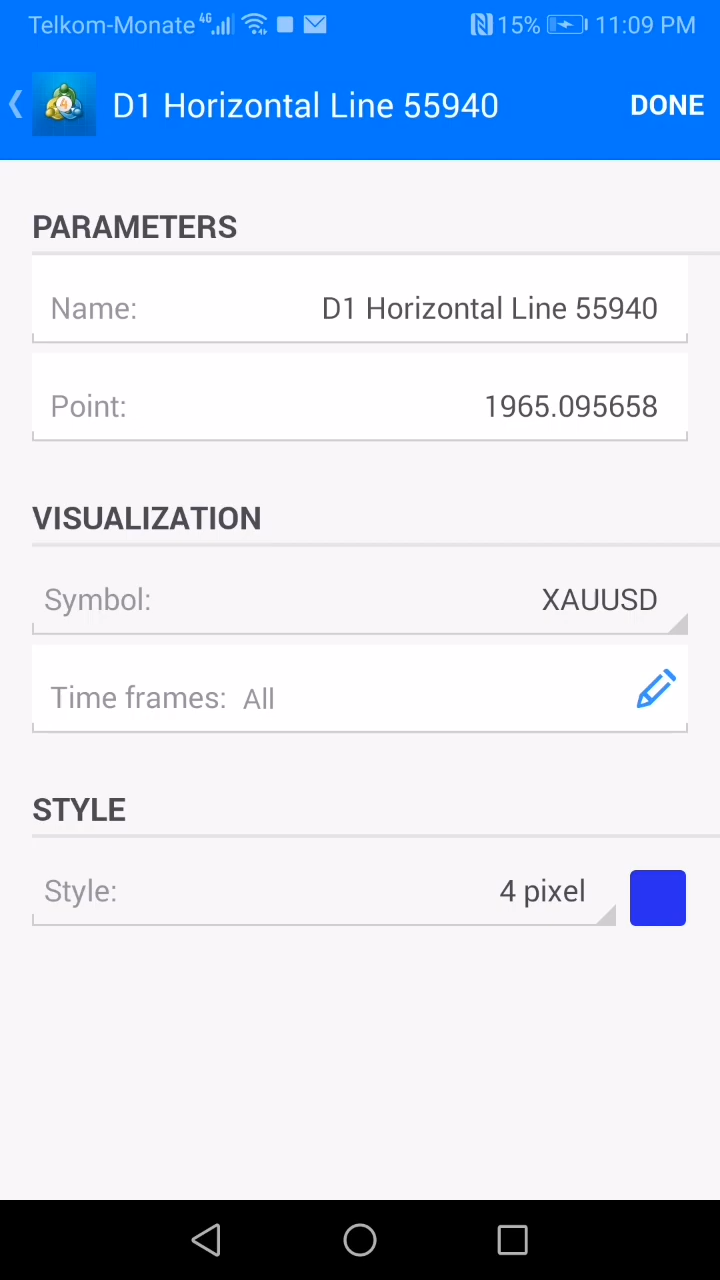 Telkom-Monate 4G 15% 11:09 PM
D1 Horizontal Line 55940 DONE
PARAMETERS
Name: D1 Horizontal Line 55940
Point: 1965.095658
VISUALIZATION
Symbol: XAUUSD
Time frames: All
STYLE
Style: 4 pixel